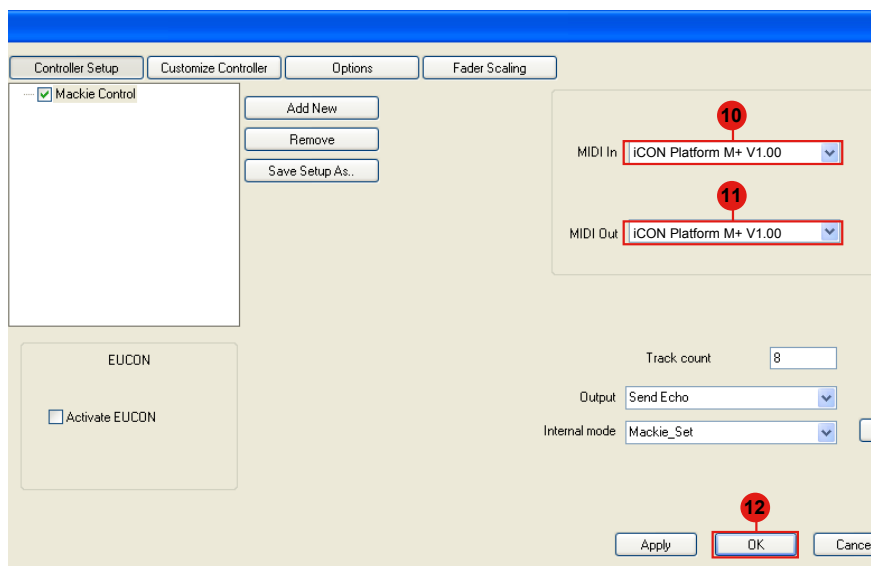 Controller Setup
Customize Controller
Options
Fader Scaling
Mackie Control
Add New
Remove
Save Setup As..
10
MIDI In
iCON Platform M+ V1.00
11
MIDI Out
iCON Platform M+ V1.00
EUCON
Activate EUCON
Track count
8
Output
Send Echo
Internal mode
Mackie_Set
12
Apply
OK
Cance